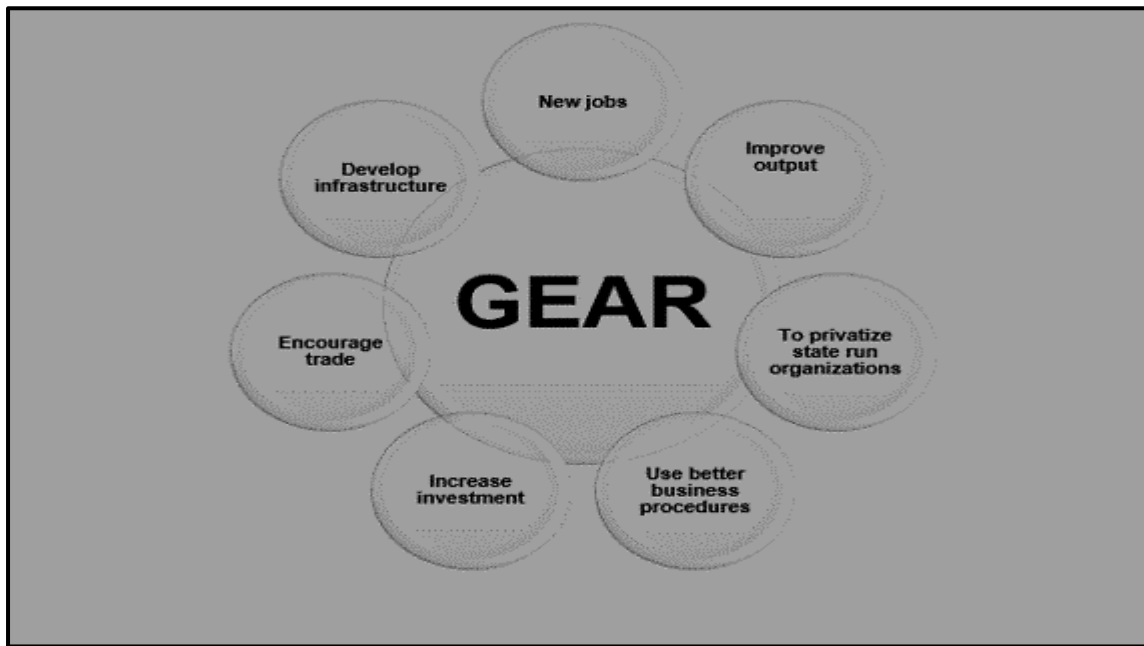 New jobs
Improve
output
To privatize
state run
organizations
Use better
business
procedures
Increase
investment
Encourage
trade
Develop
infrastructure
GEAR